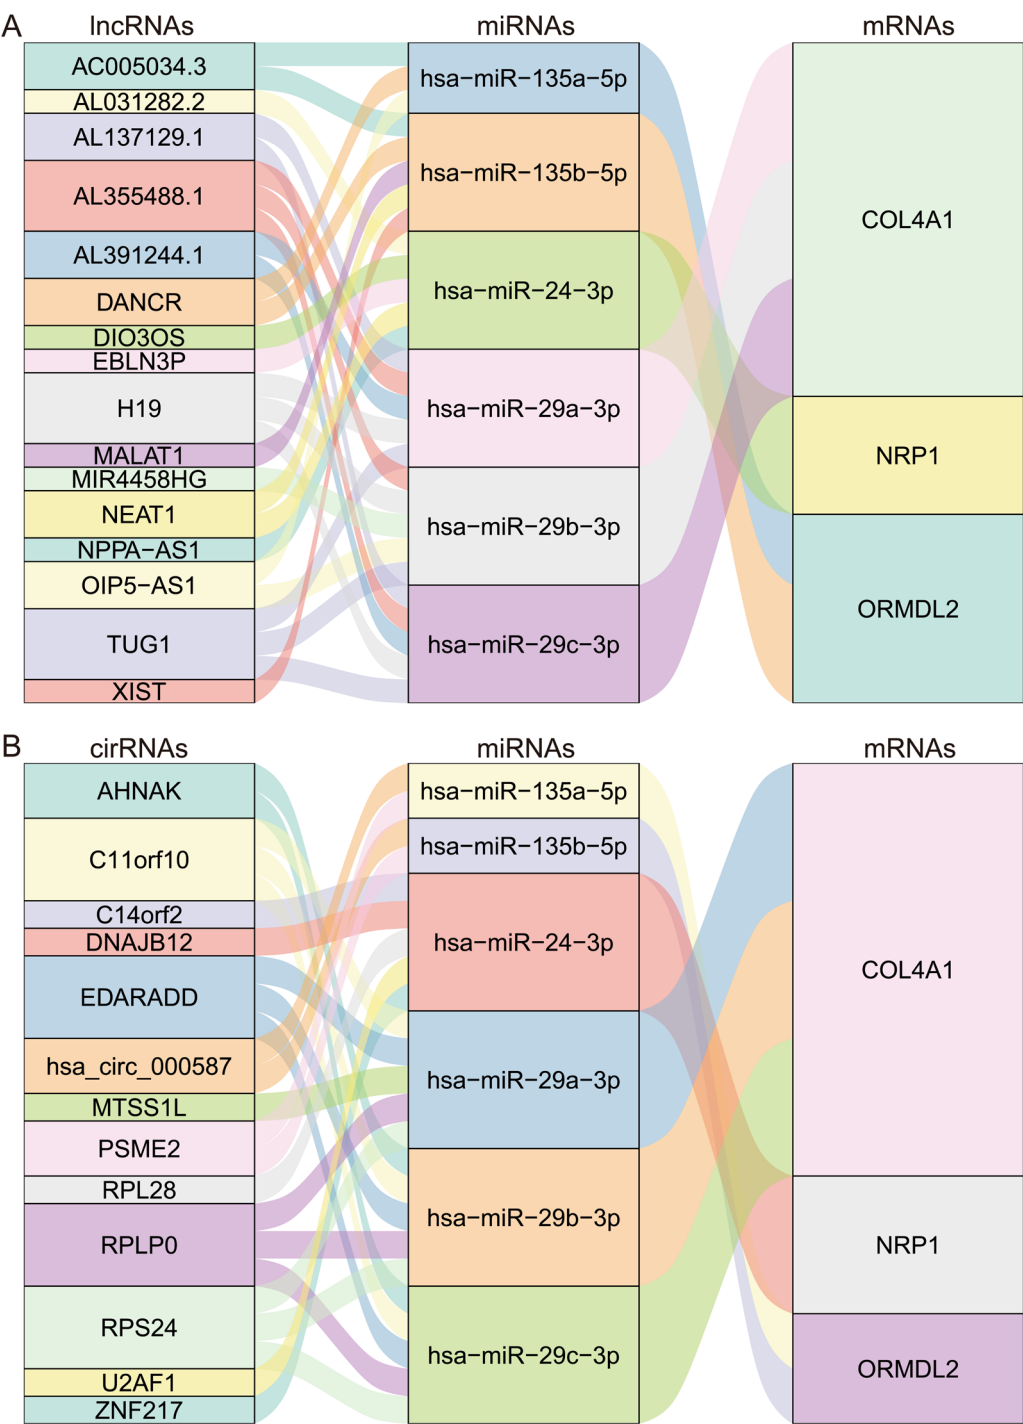 A
lncRNAs
miRNAs
mRNAs
AC005034.3
AL031282.2
AL137129.1
AL355488.1
AL391244.1
DANCR
DIO3OS
EBLN3P
H19
MALAT1
MIR4458HG
NEAT1
NPPA−AS1
OIP5−AS1
TUG1
XIST
hsa−miR−135a−5p
hsa−miR−135b−5p
hsa−miR−24−3p
hsa−miR−29a−3p
hsa−miR−29b−3p
hsa−miR−29c−3p
COL4A1
NRP1
ORMDL2
B
cirRNAs
miRNAs
mRNAs
AHNAK
C11orf10
C14orf2
DNAJB12
EDARADD
hsa_circ_000587
MTSS1L
PSME2
RPL28
RPLP0
RPS24
U2AF1
ZNF217
hsa−miR−135a−5p
hsa−miR−135b−5p
hsa−miR−24−3p
hsa−miR−29a−3p
hsa−miR−29b−3p
hsa−miR−29c−3p
COL4A1
NRP1
ORMDL2